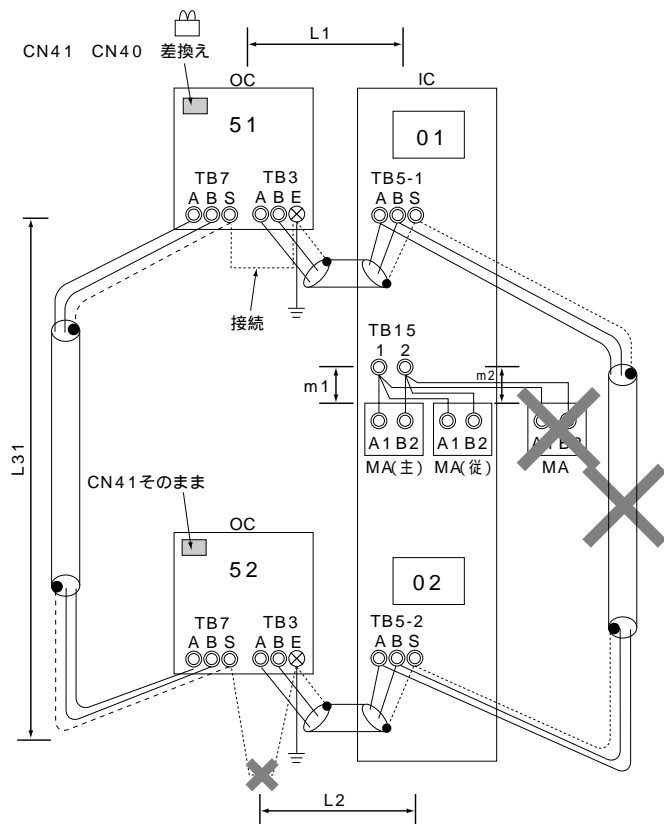 L1
CN41 CN40 差換え
OC
IC
51
01
TB7 TB3
TB5-1
A B S A B E
A B S
接続
TB15
1 2
m1
m2
A1 B2
A1 B2
A1 B2
MA(主)
MA(従)
MA
L31
CN41そのまま
OC
52
02
TB7 TB3
TB5-2
A B S A B E
A B S
L2